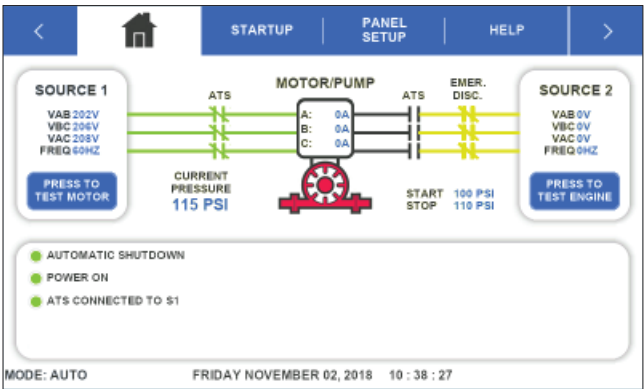 STARTUP
PANEL
SETUP
HELP
SOURCE 1
VAB 202V
VBC 206V
VAC 208V
FREQ 60HZ
PRESS TO
TEST MOTOR
ATS
MOTOR/PUMP
A: 0A
B: 0A
C: 0A
ATS
EMER.
DISC.
CURRENT
PRESSURE
115 PSI
START 100 PSI
STOP 110 PSI
SOURCE 2
VAB 0V
VBC 0V
VAC 0V
FREQ 0HZ
PRESS TO
TEST ENGINE
AUTOMATIC SHUTDOWN
POWER ON
ATS CONNECTED TO S1
MODE: AUTO
FRIDAY NOVEMBER 02, 2018 10 : 38 : 27